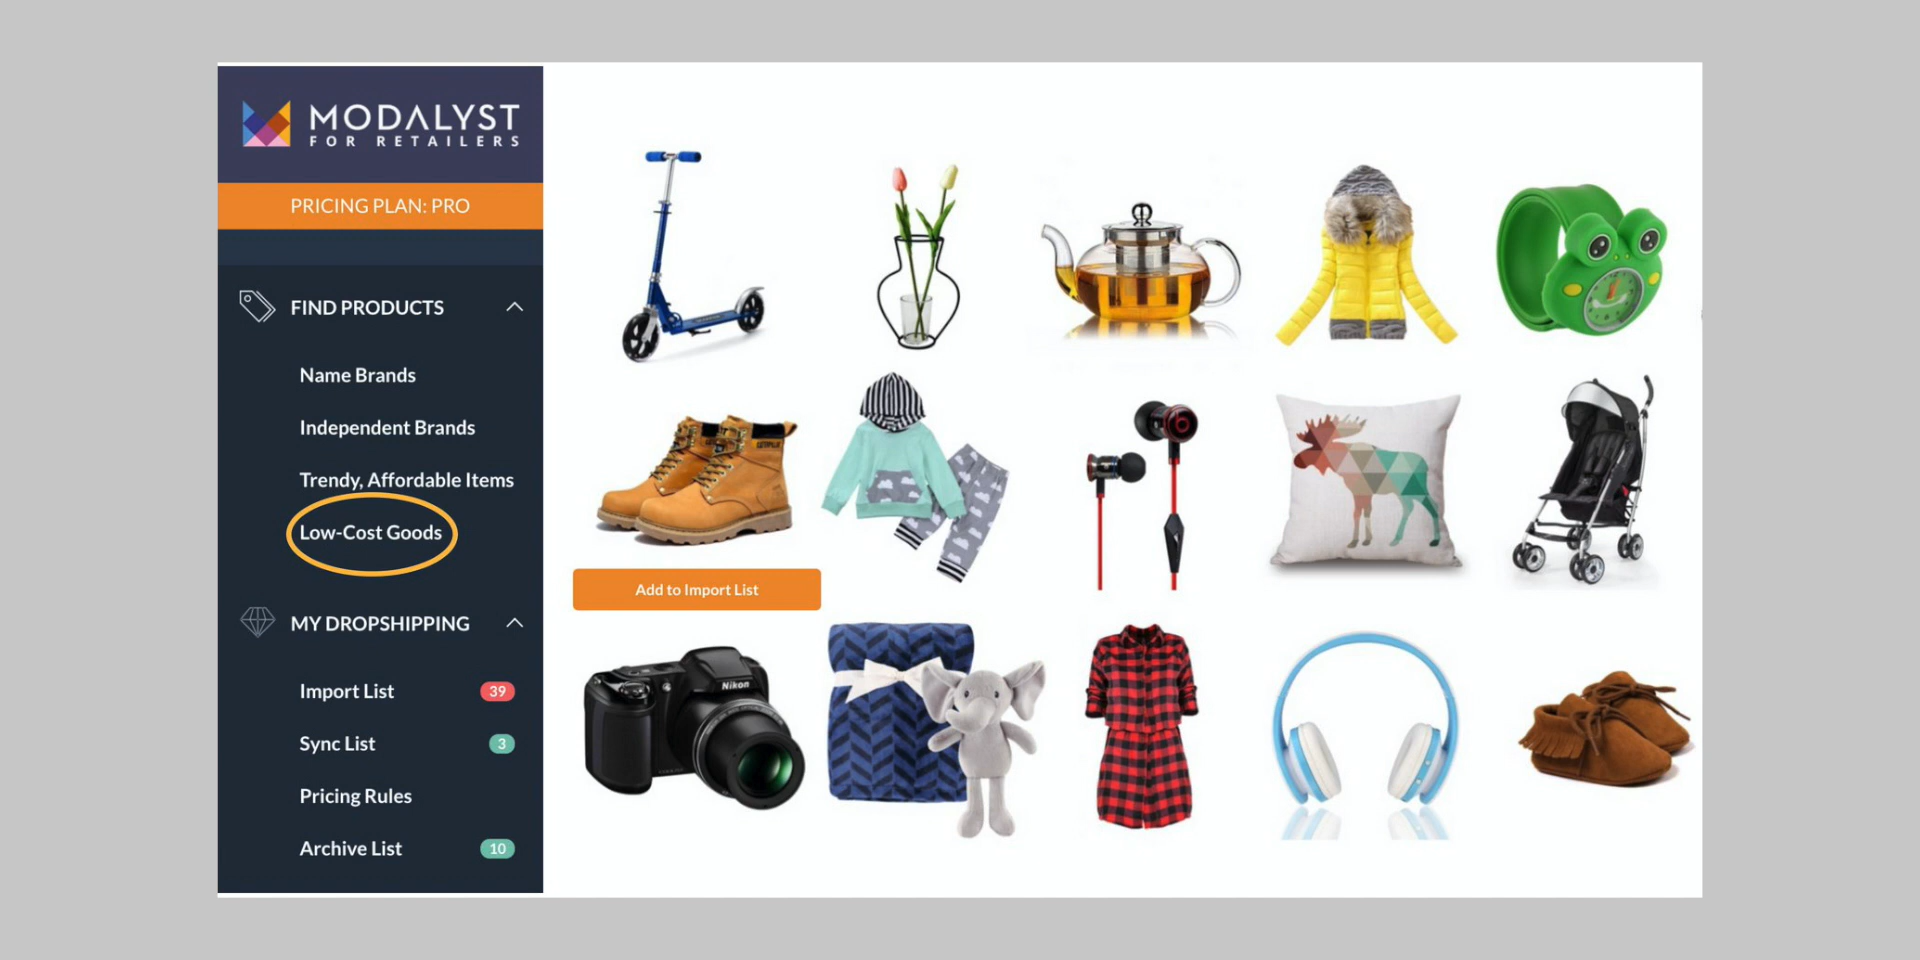 MODALYST
FOR RETAILERS
PRICING PLAN: PRO
FIND PRODUCTS
Name Brands
Independent Brands
Trendy, Affordable Items
Low-Cost Goods
MY DROPSHIPPING
Import List 39
Sync List 3
Pricing Rules
Archive List 10
Add to Import List
Nikon